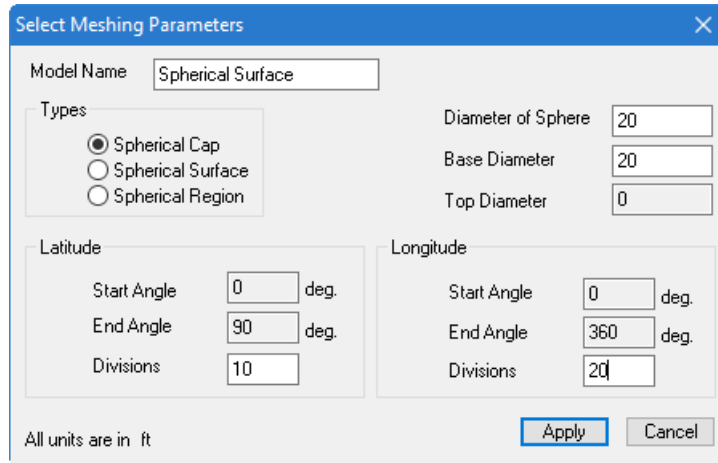 Select Meshing Parameters
Model Name Spherical Surface
Types
Spherical Cap
Spherical Surface
Spherical Region
Diameter of Sphere 20
Base Diameter 20
Top Diameter 0
Latitude
Start Angle 0 deg.
End Angle 90 deg.
Divisions 10
Longitude
Start Angle 0 deg.
End Angle 360 deg.
Divisions 20
All units are in ft
Apply Cancel